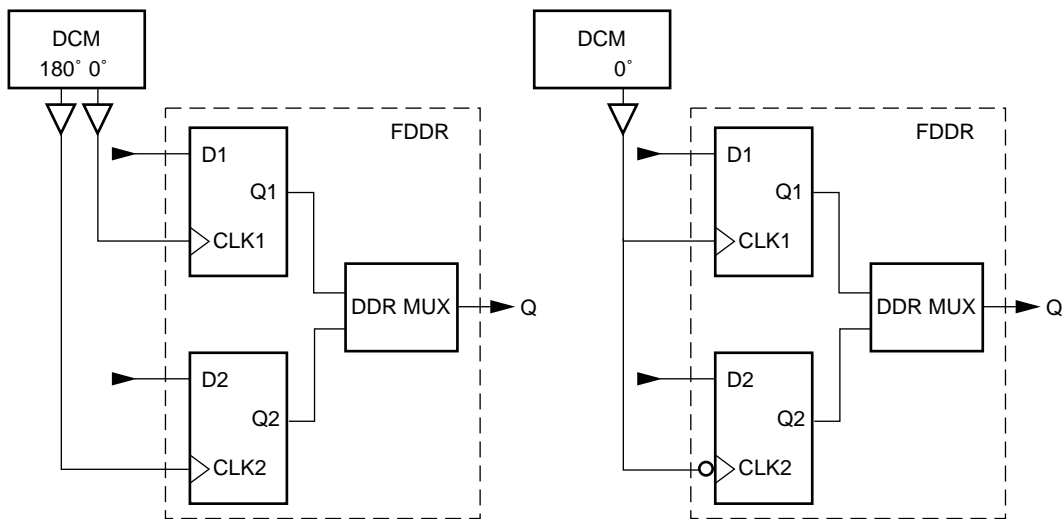 DCM
180˚ 0˚
FDDR
D1
Q1
CLK1
DDR MUX
Q
D2
Q2
CLK2
DCM
0˚
FDDR
D1
Q1
CLK1
DDR MUX
Q
D2
Q2
CLK2